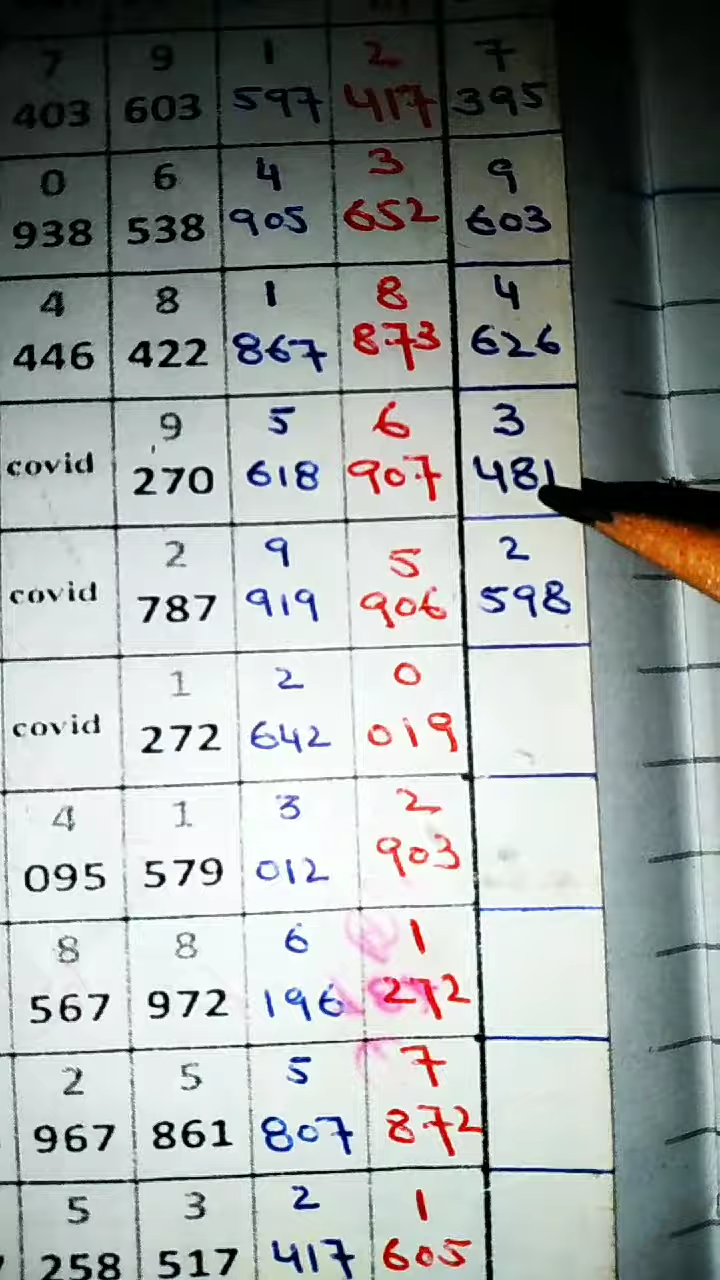 7 9 1 2 7
403 603 597 417 395
0 6 4 3 9
938 538 905 652 603
4 8 1 8 4
446 422 867 873 626
9 5 6 3
covid 270 618 907 481
2 9 5 2
covid 787 919 906 598
1 2 0
covid 272 642 019
4 1 3 2
095 579 012 903
8 8 6 1
567 972 196 272
2 5 5 7
967 861 807 872
5 3 2 1
258 517 417 605